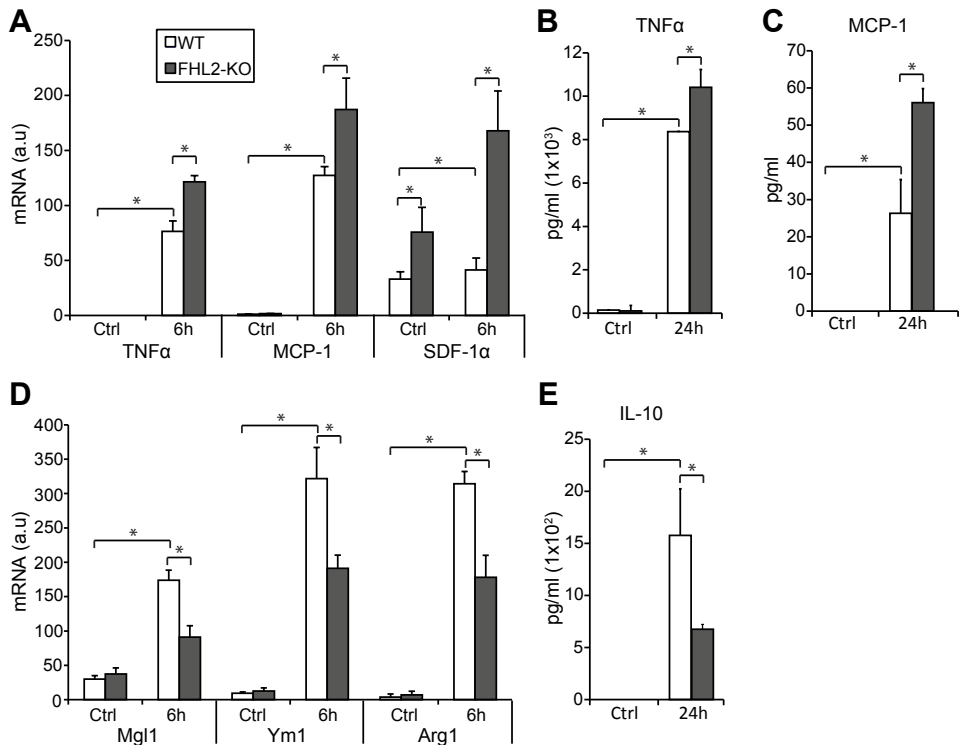 A
250
200
150
100
50
0
mRNA (a.u)
WT
FHL2-KO
*
*
*
*
*
*
*
Ctrl 6h Ctrl 6h Ctrl 6h
TNFα MCP-1 SDF-1α
B
TNFα
12
10
8
6
4
2
0
pg/ml (1x10³)
*
*
Ctrl 24h
C
MCP-1
70
60
50
40
30
20
10
0
pg/ml
*
*
Ctrl 24h
D
400
350
300
250
200
150
100
50
0
mRNA (a.u)
*
*
*
*
*
*
Ctrl 6h Ctrl 6h Ctrl 6h
Mgl1 Ym1 Arg1
E
IL-10
25
20
15
10
5
0
pg/ml (1x10²)
*
*
Ctrl 24h